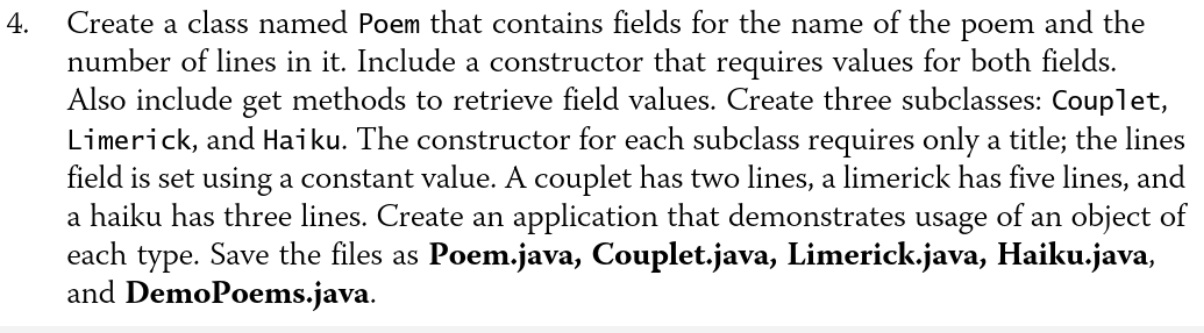 4. Create a class named Poem that contains fields for the name of the poem and the
number of lines in it. Include a constructor that requires values for both fields.
Also include get methods to retrieve field values. Create three subclasses: Couplet,
Limerick, and Haiku. The constructor for each subclass requires only a title; the lines
field is set using a constant value. A couplet has two lines, a limerick has five lines, and
a haiku has three lines. Create an application that demonstrates usage of an object of
each type. Save the files as Poem.java, Couplet.java, Limerick.java, Haiku.java,
and DemoPoems.java.